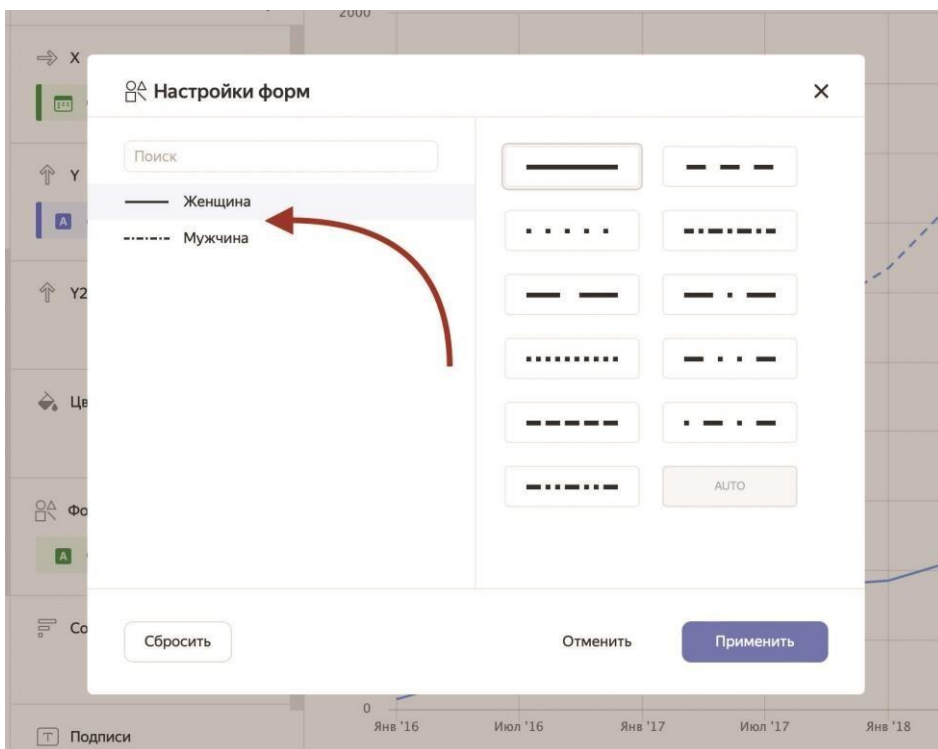 2000
X
Настройки форм
Поиск
Y
Женщина
A
Мужчина
Y2
Цв
Фо
AUTO
A
Со
Сбросить
Отменить
Применить
0
Янв '16
Июл '16
Янв '17
Июл '17
Янв '18
T
Подписи